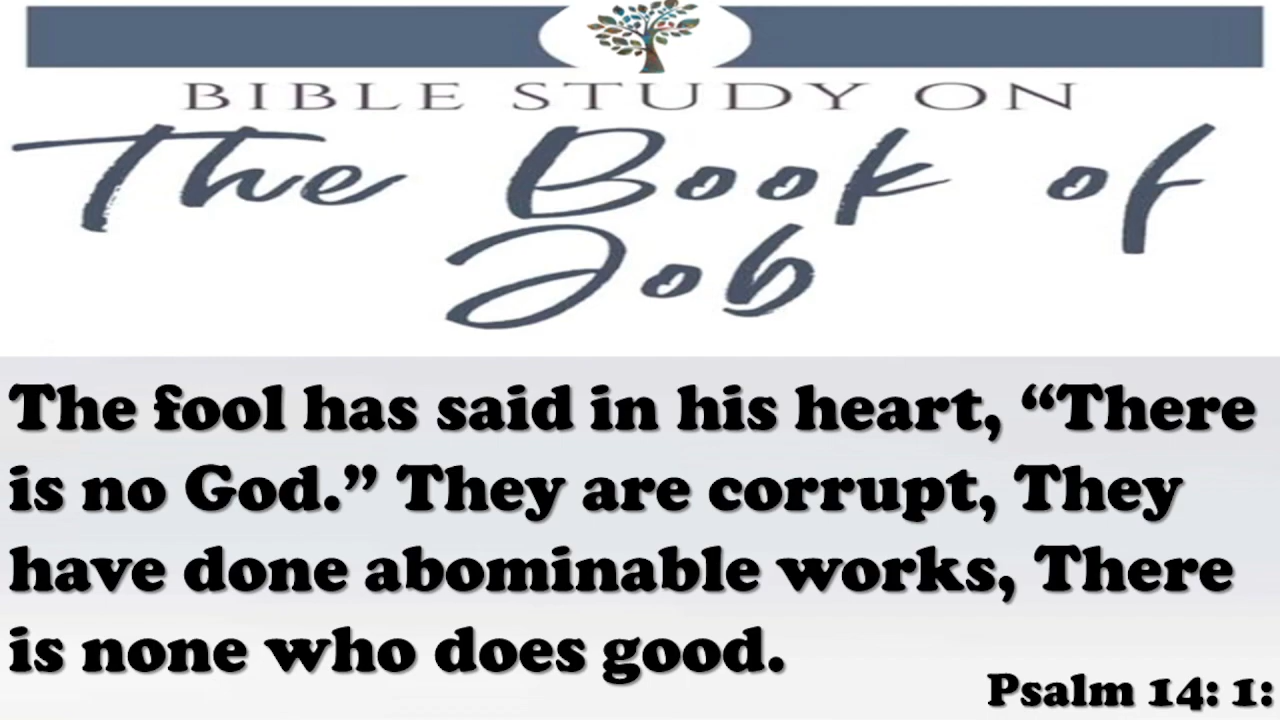 BIBLE STUDY ON
The Book of
Job
The fool has said in his heart, “There
is no God.” They are corrupt, They
have done abominable works, There
is none who does good.
Psalm 14: 1: